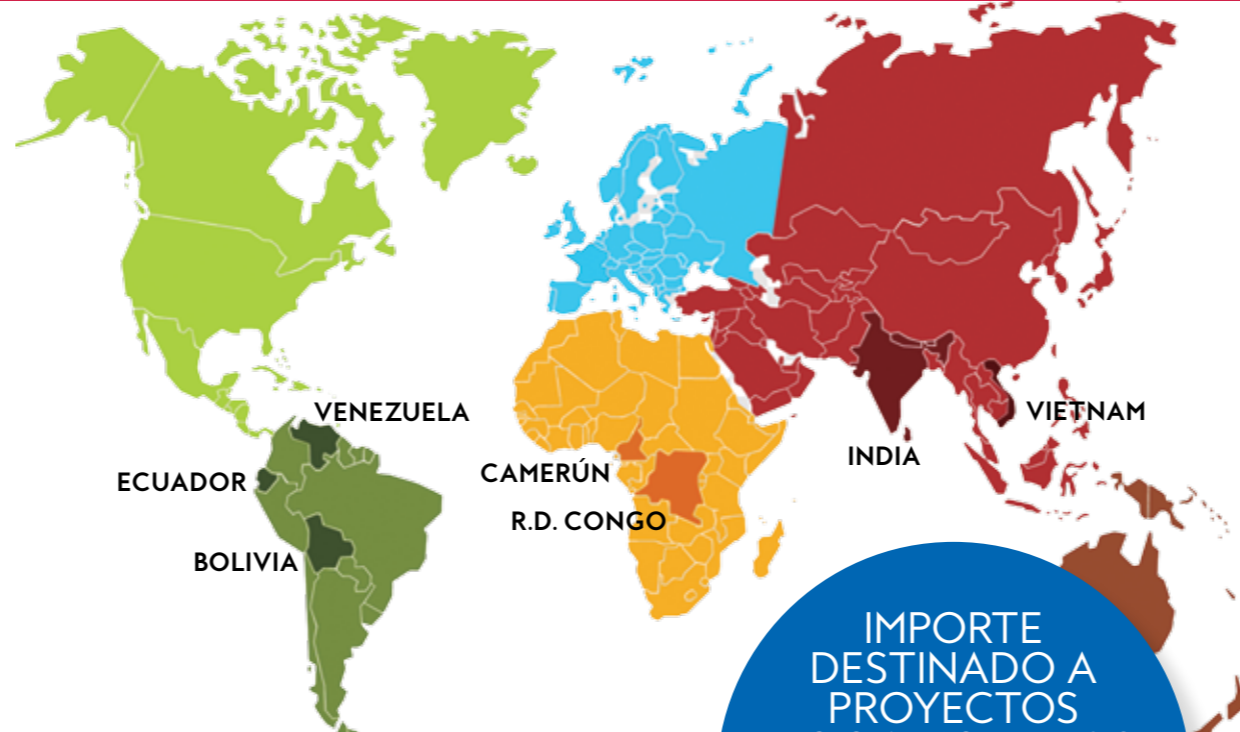 VENEZUELA
ECUADOR
BOLIVIA
CAMERÚN
R.D. CONGO
INDIA
VIETNAM
IMPORTE
DESTINADO A
PROYECTOS